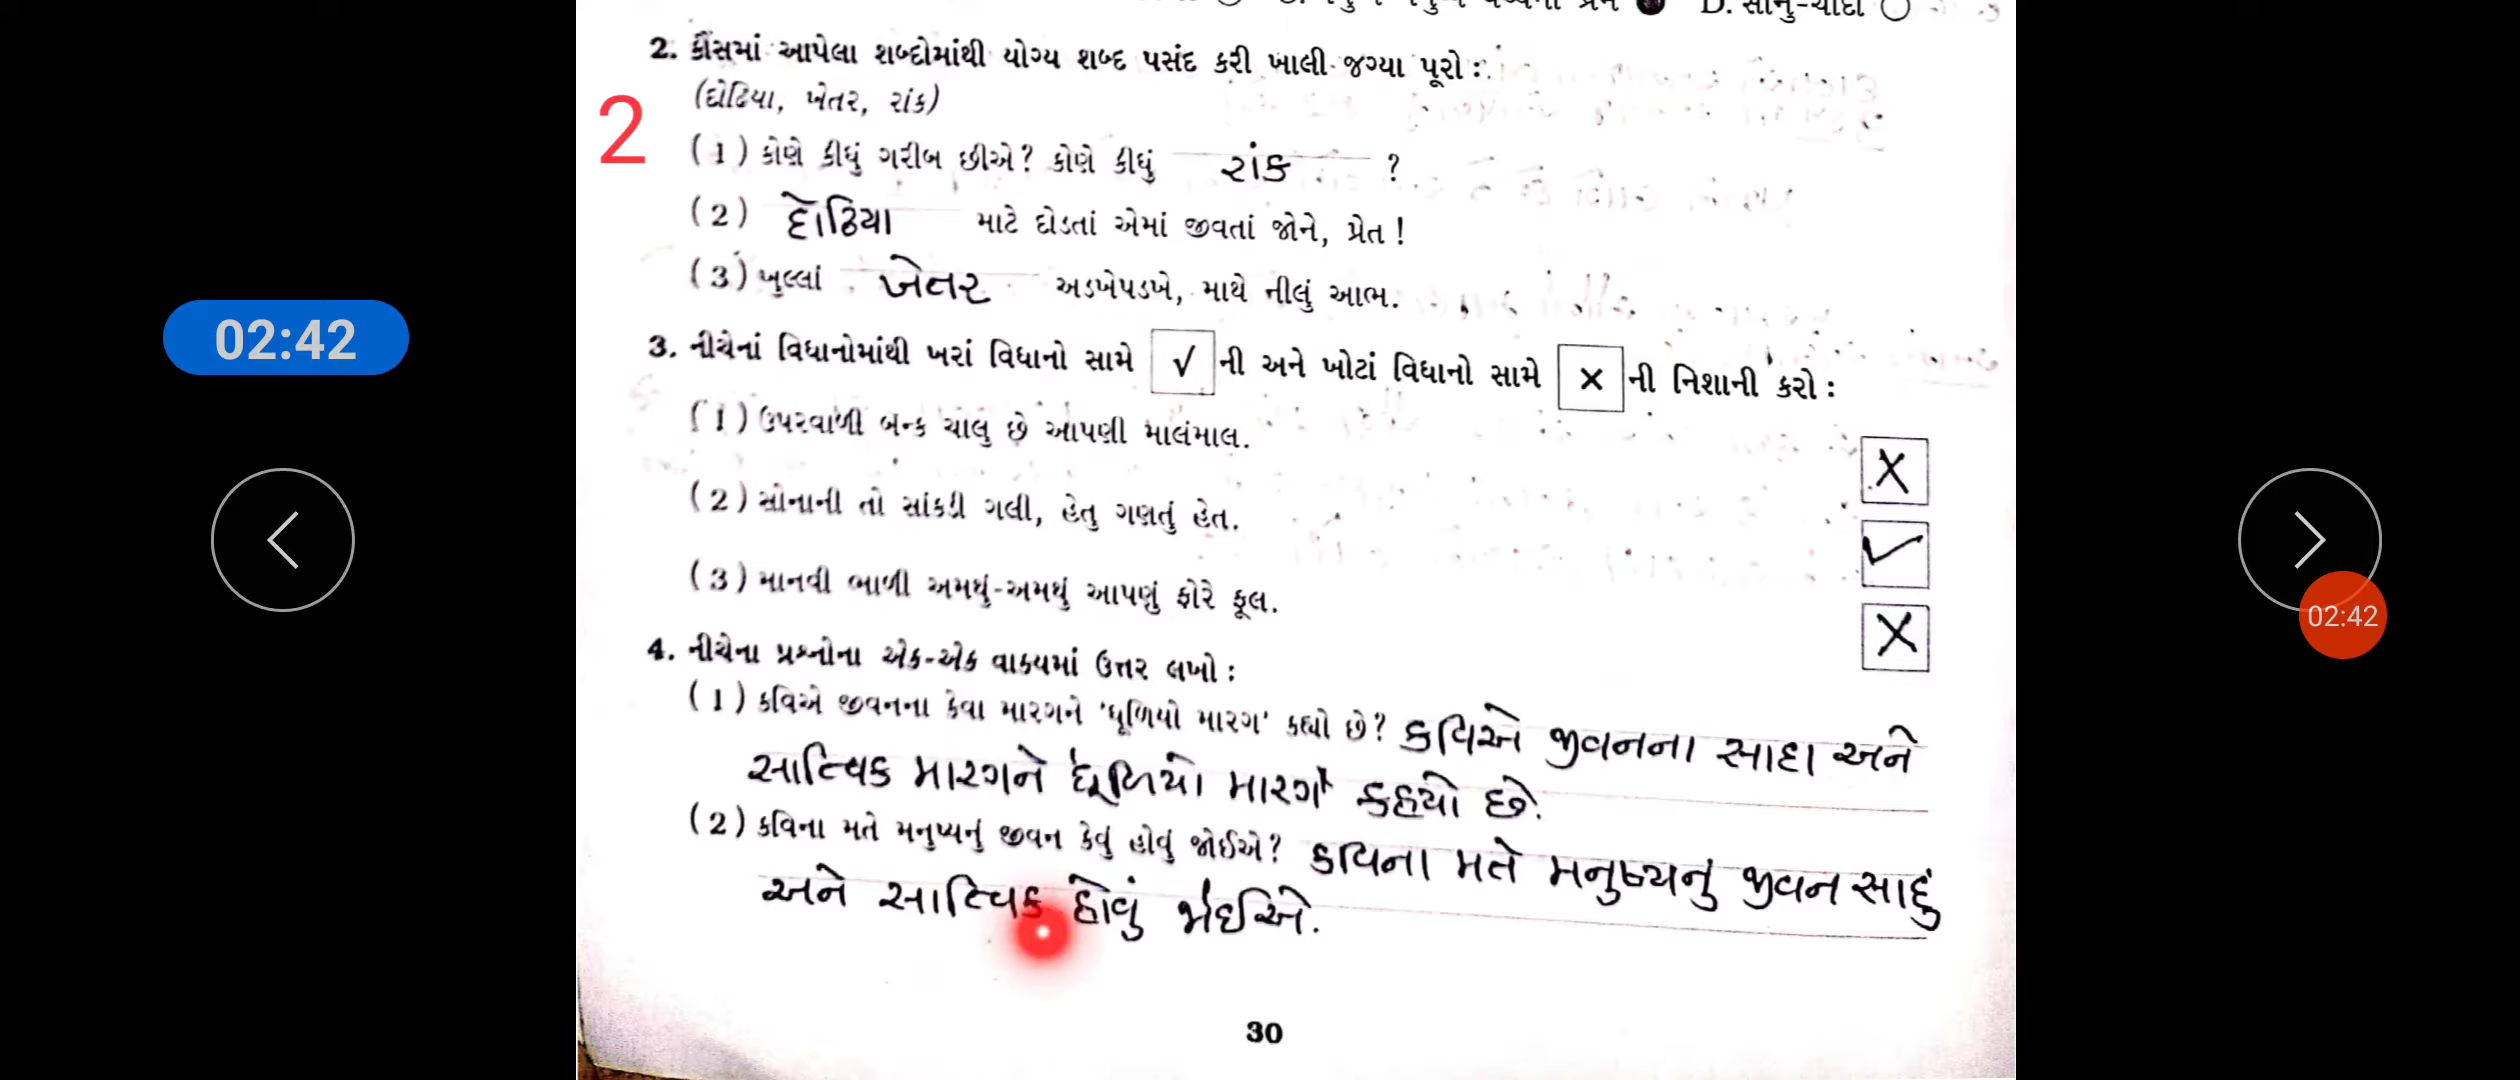 D. સોનુ-ચાંદી
2. કૌંસમાં આપેલા શબ્દોમાંથી યોગ્ય શબ્દ પસંદ કરી ખાલી જગ્યા પૂરો :
(દોઢિયા, ખેતર, રાંક)
2
(1) કોણે કીધું ગરીબ છીએ? કોણે કીધું રાંક ?
(2) દોઢિયા માટે દોડતાં એમાં જીવતાં જોને, પ્રેત !
(3) ખુલ્લાં ખેતર અડખેપડખે, માથે નીલું આભ.
02:42
3. નીચેનાં વિધાનોમાંથી ખરાં વિધાનો સામે √ ની અને ખોટાં વિધાનો સામે × ની નિશાની કરો :
(1) ઉપરવાળી બન્ક ચાલુ છે આપણી માલંમાલ. ×
(2) સોનાની તો સાંકડી ગલી, હેતુ ગણતું હેત. ✓
(3) માનવી ભાળી અમથું-અમથું આપણું ફોરે ફૂલ. ×
02:42
4. નીચેના પ્રશ્નોના એક-એક વાક્યમાં ઉત્તર લખો :
(1) કવિએ જીવનના કેવા મારગને 'ધૂળિયો મારગ' કહ્યો છે? કવિએ જીવનના સાદા અને
સાત્ત્વિક મારગને 'ધૂળિયો મારગ' કહયો છે.
(2) કવિના મતે મનુષ્યનું જીવન કેવું હોવું જોઈએ? કવિના મતે મનુષ્યનુ જીવન સાદું
અને સાત્ત્વિક હોવું જોઈએ.
30